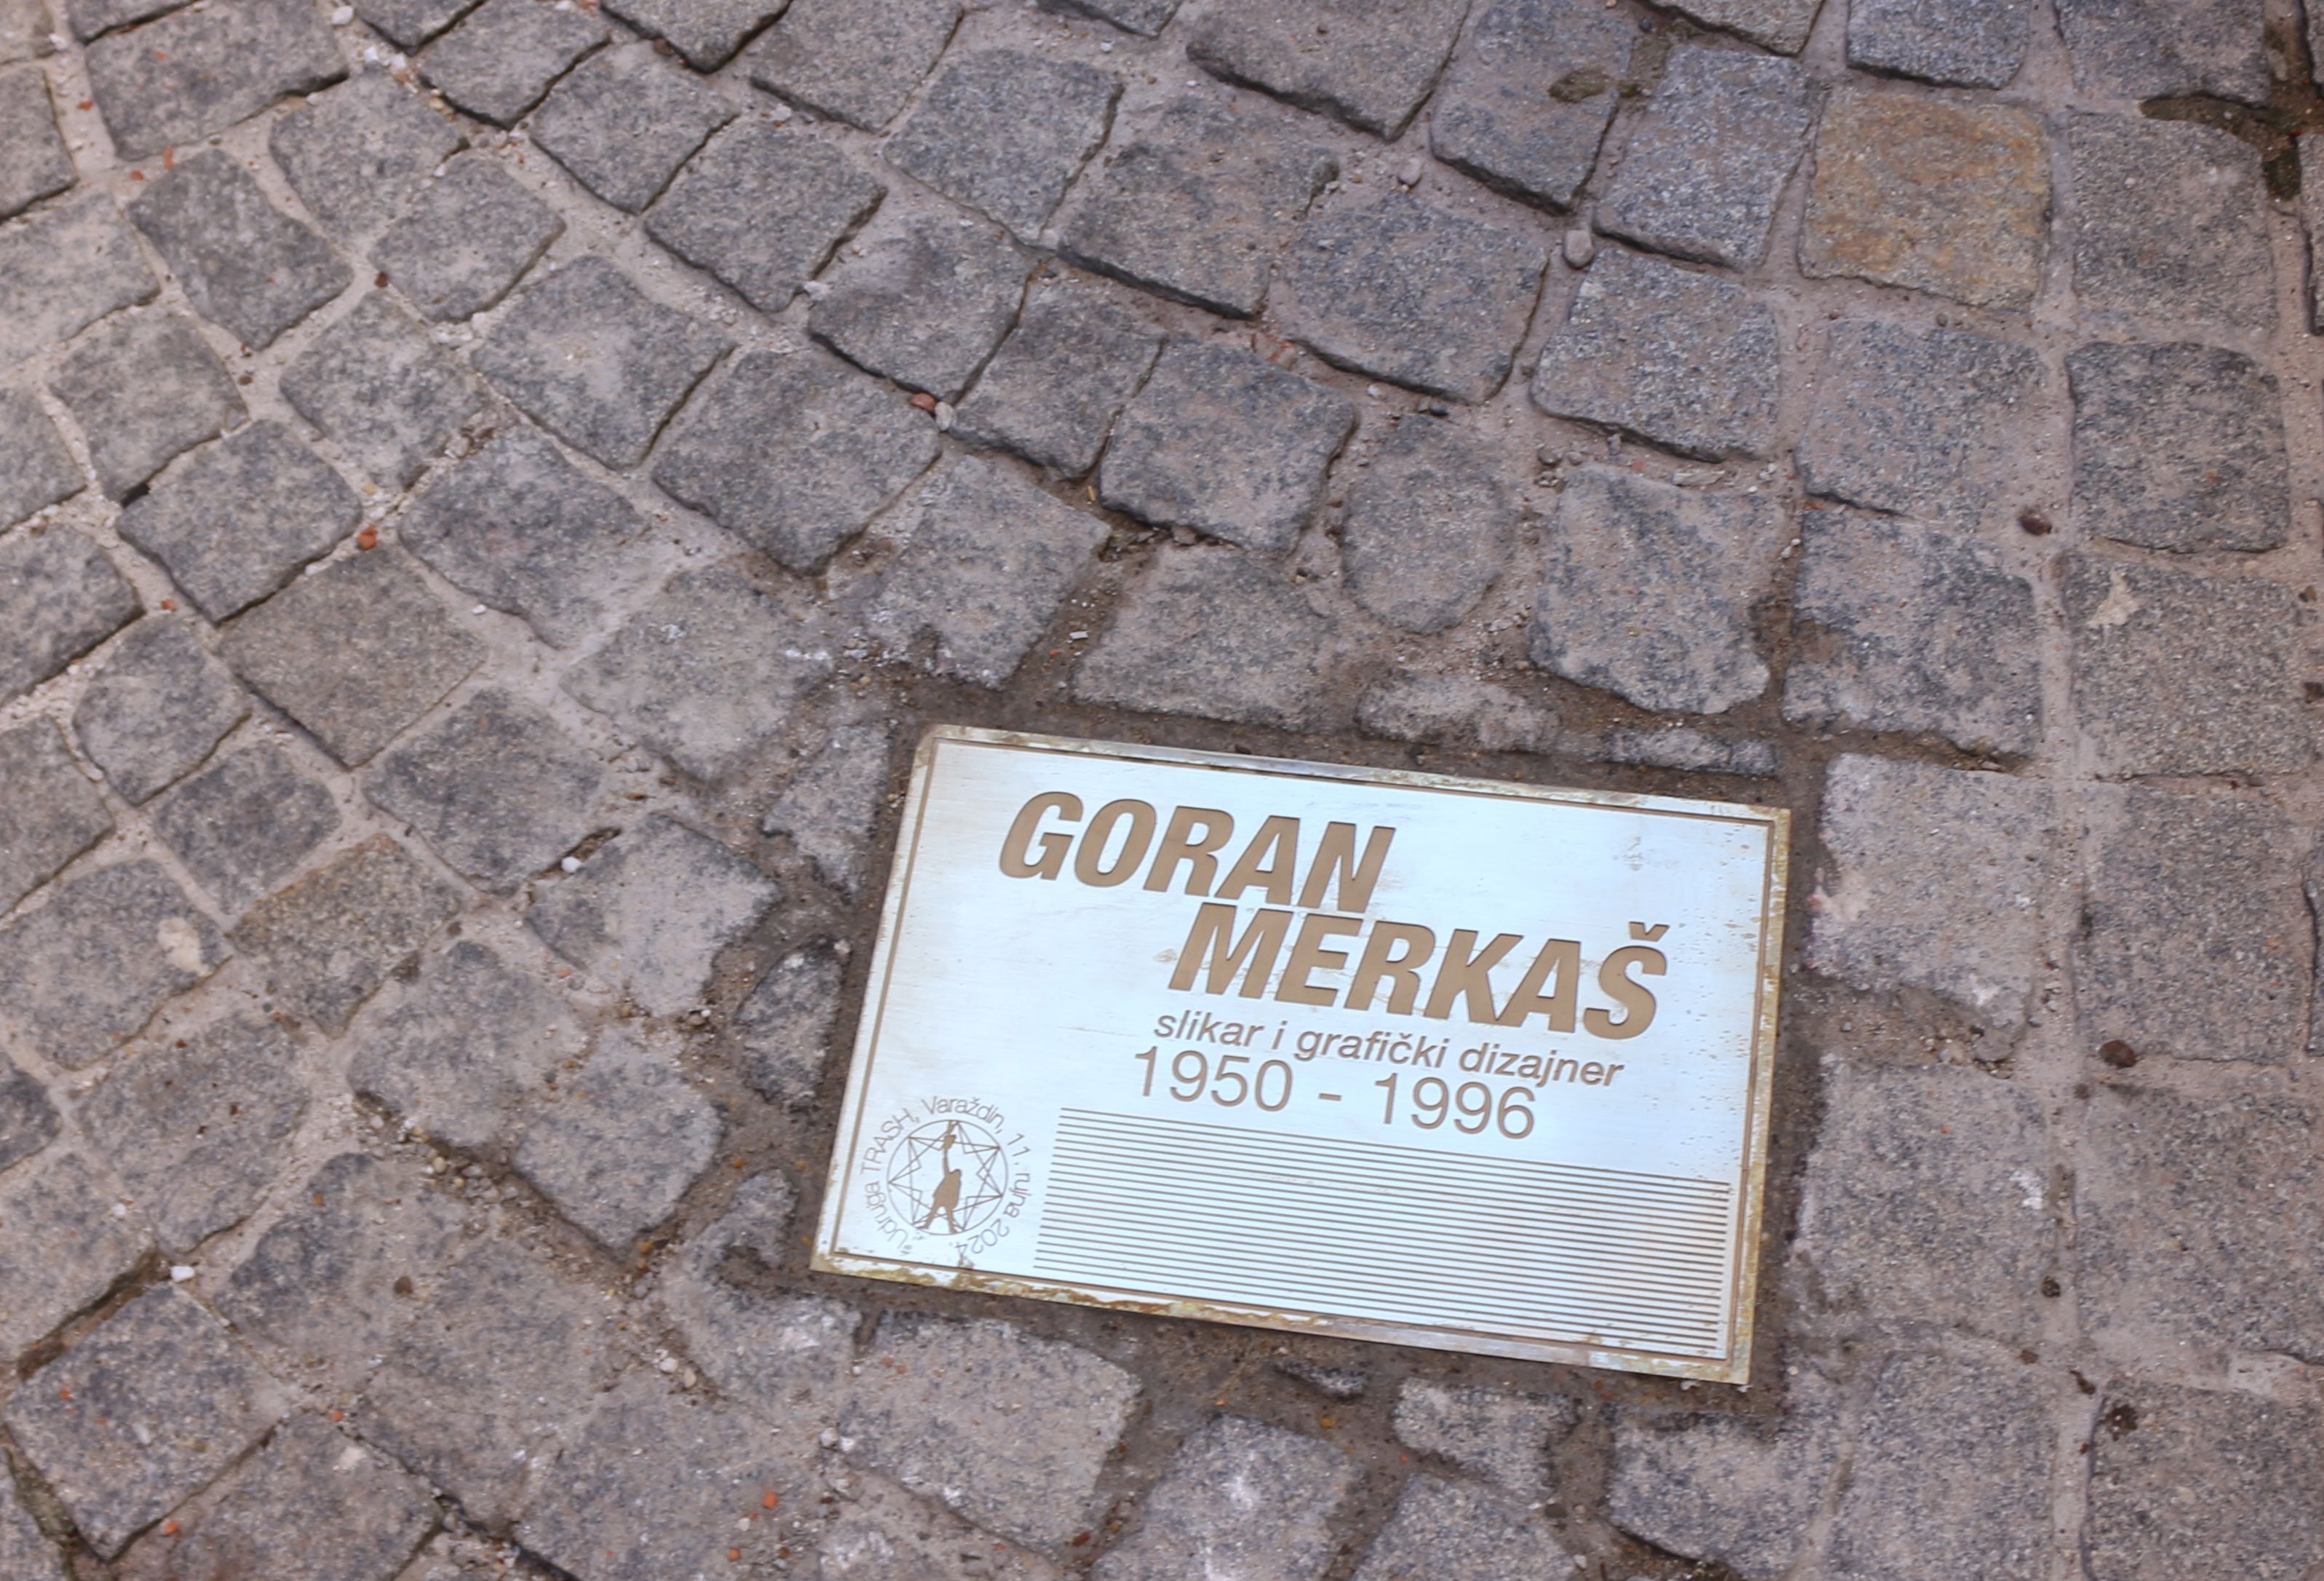 GORAN
MERKAŠ
slikar i grafički dizajner
1950 - 1996
Udruga TRASH, Varaždin, 11. rujna 2024.